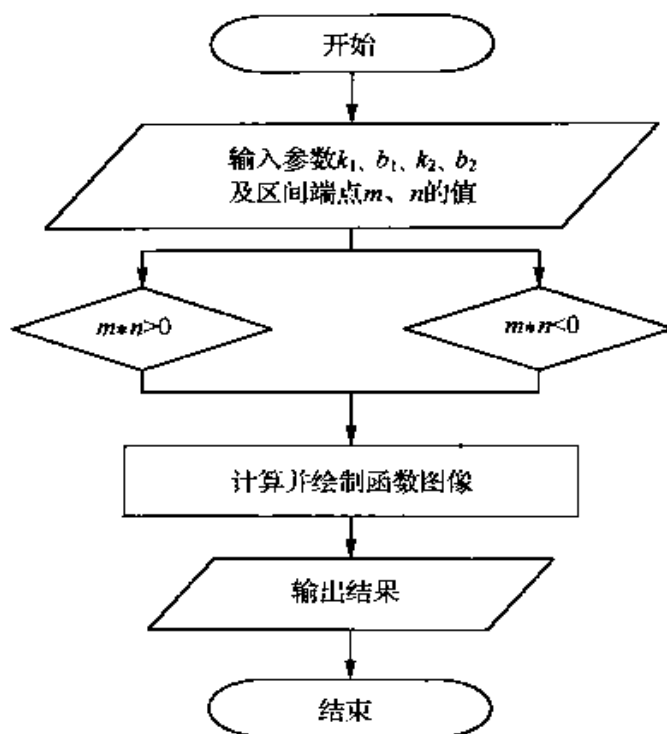 开始
输入参数k₁、b₁、k₂、b₂
及区间端点m、n的值
m*n>0
m*n<0
计算并绘制函数图像
输出结果
结束